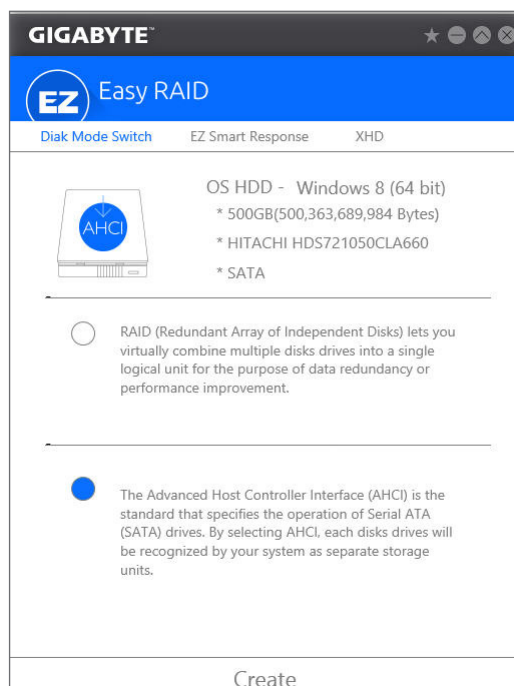 GIGABYTE™
EZ Easy RAID
Diak Mode Switch EZ Smart Response XHD
OS HDD - Windows 8 (64 bit)
* 500GB(500,363,689,984 Bytes)
AHCI
* HITACHI HDS721050CLA660
* SATA
RAID (Redundant Array of Independent Disks) lets you
virtually combine multiple disks drives into a single
logical unit for the purpose of data redundancy or
performance improvement.
The Advanced Host Controller Interface (AHCI) is the
standard that specifies the operation of Serial ATA
(SATA) drives. By selecting AHCI, each disks drives will
be recognized by your system as separate storage
units.
Create